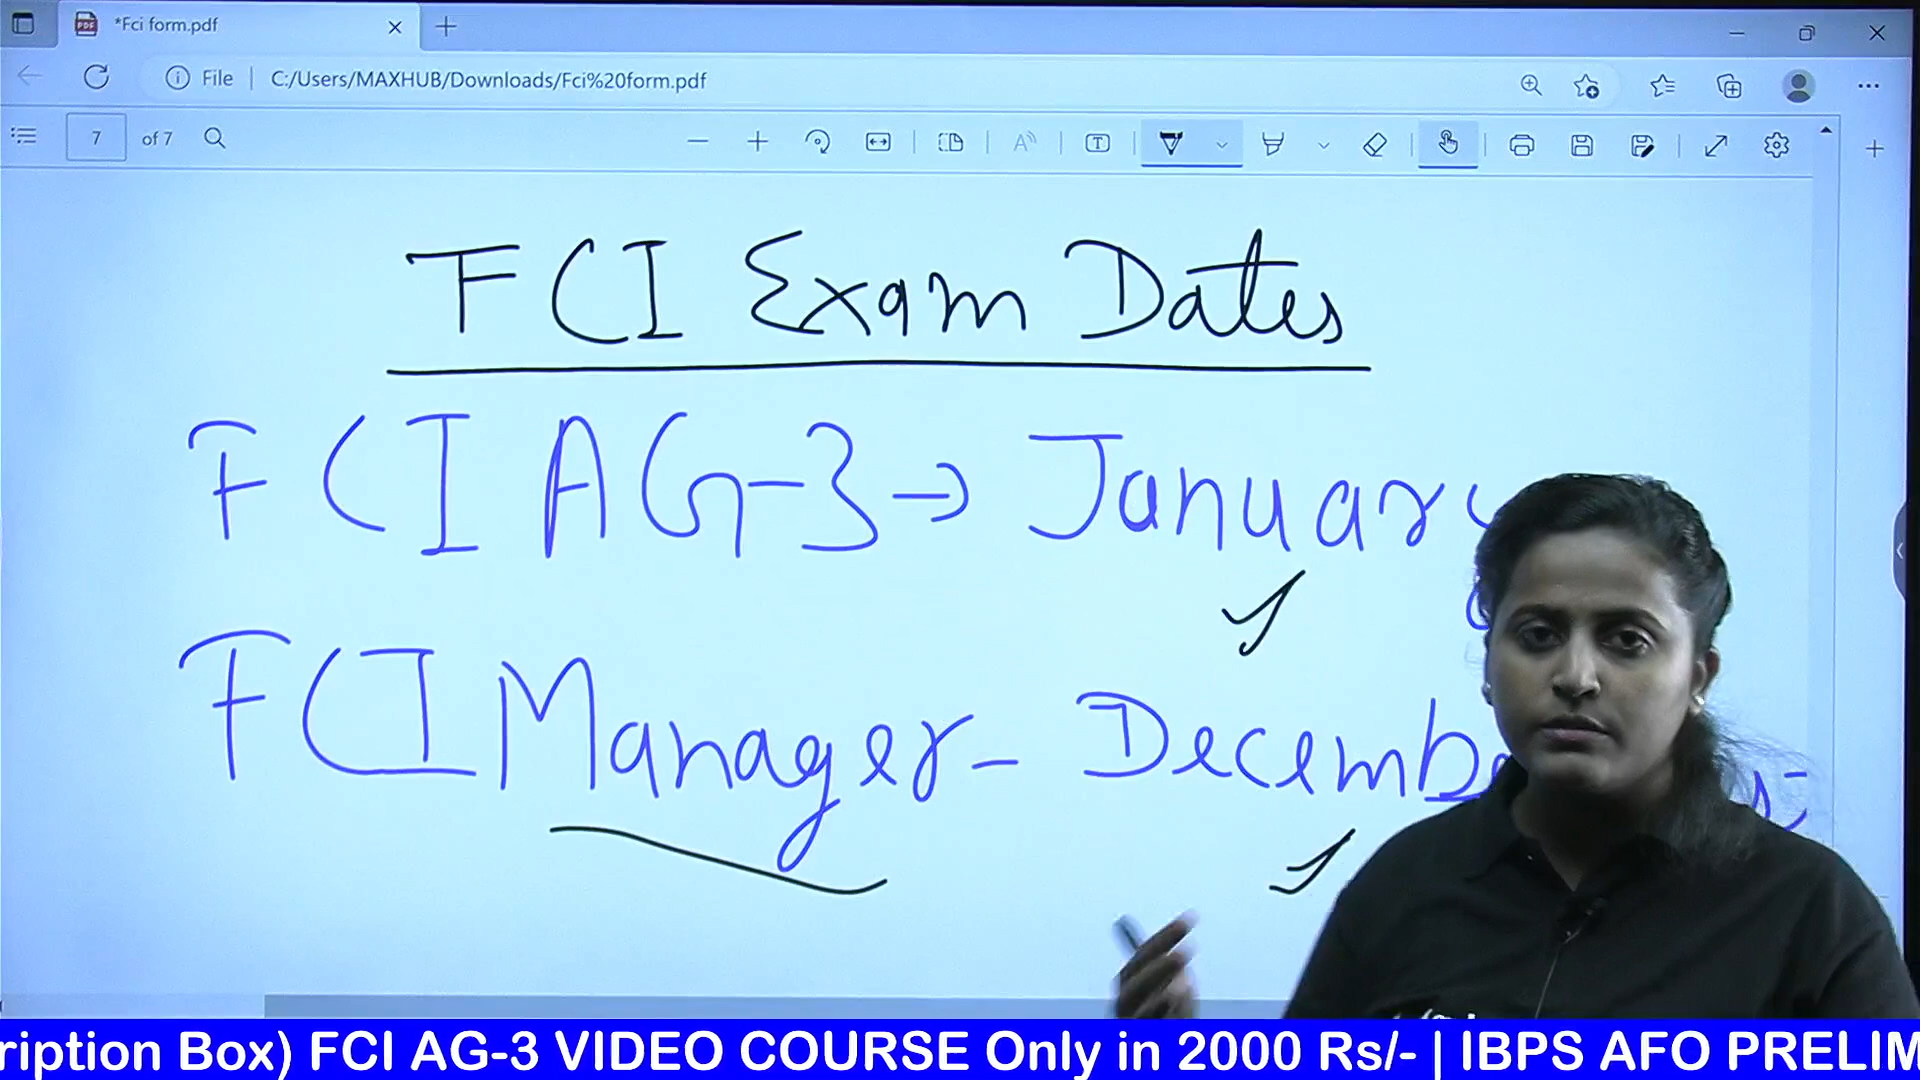 *Fci form.pdf
File C:/Users/MAXHUB/Downloads/Fci%20form.pdf
7 of 7
FCI Exam Dates
FCI AG-3 → January
FCI Manager - Decemb
ription Box) FCI AG-3 VIDEO COURSE Only in 2000 Rs/- | IBPS AFO PRELIM